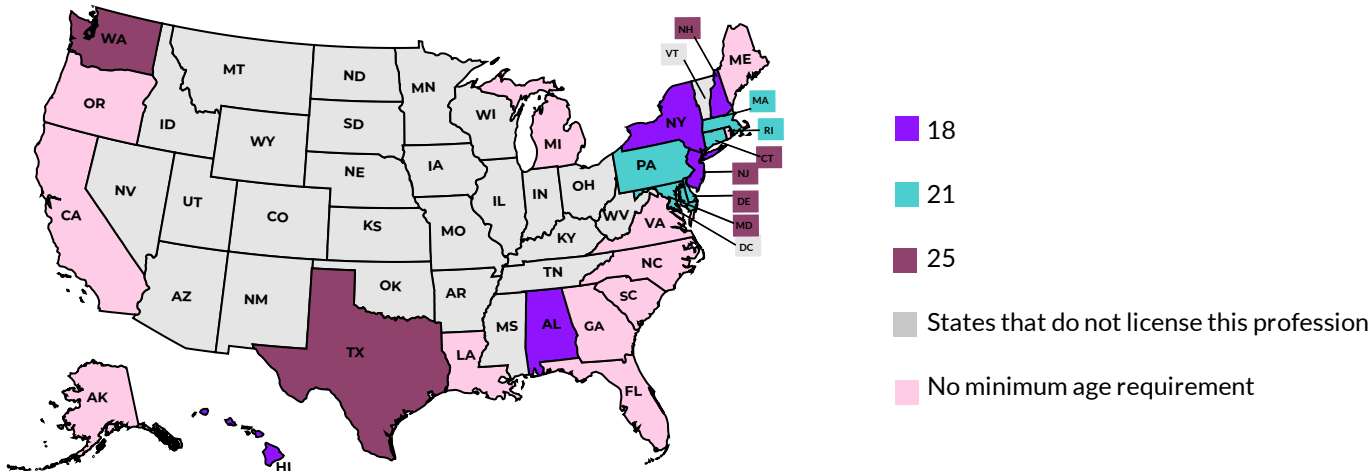 WA
NH
VT
ME
MT
ND
MN
OR
ID
SD
WI
MI
NY
MA
RI
WY
CT
NJ
IA
NE
PA
NV
UT
CO
IL
IN
OH
DE
CA
KS
MO
WV
VA
MD
KY
DC
NC
TN
AZ
NM
OK
AR
SC
MS
AL
GA
TX
LA
FL
AK
HI
18
21
25
States that do not license this profession
No minimum age requirement